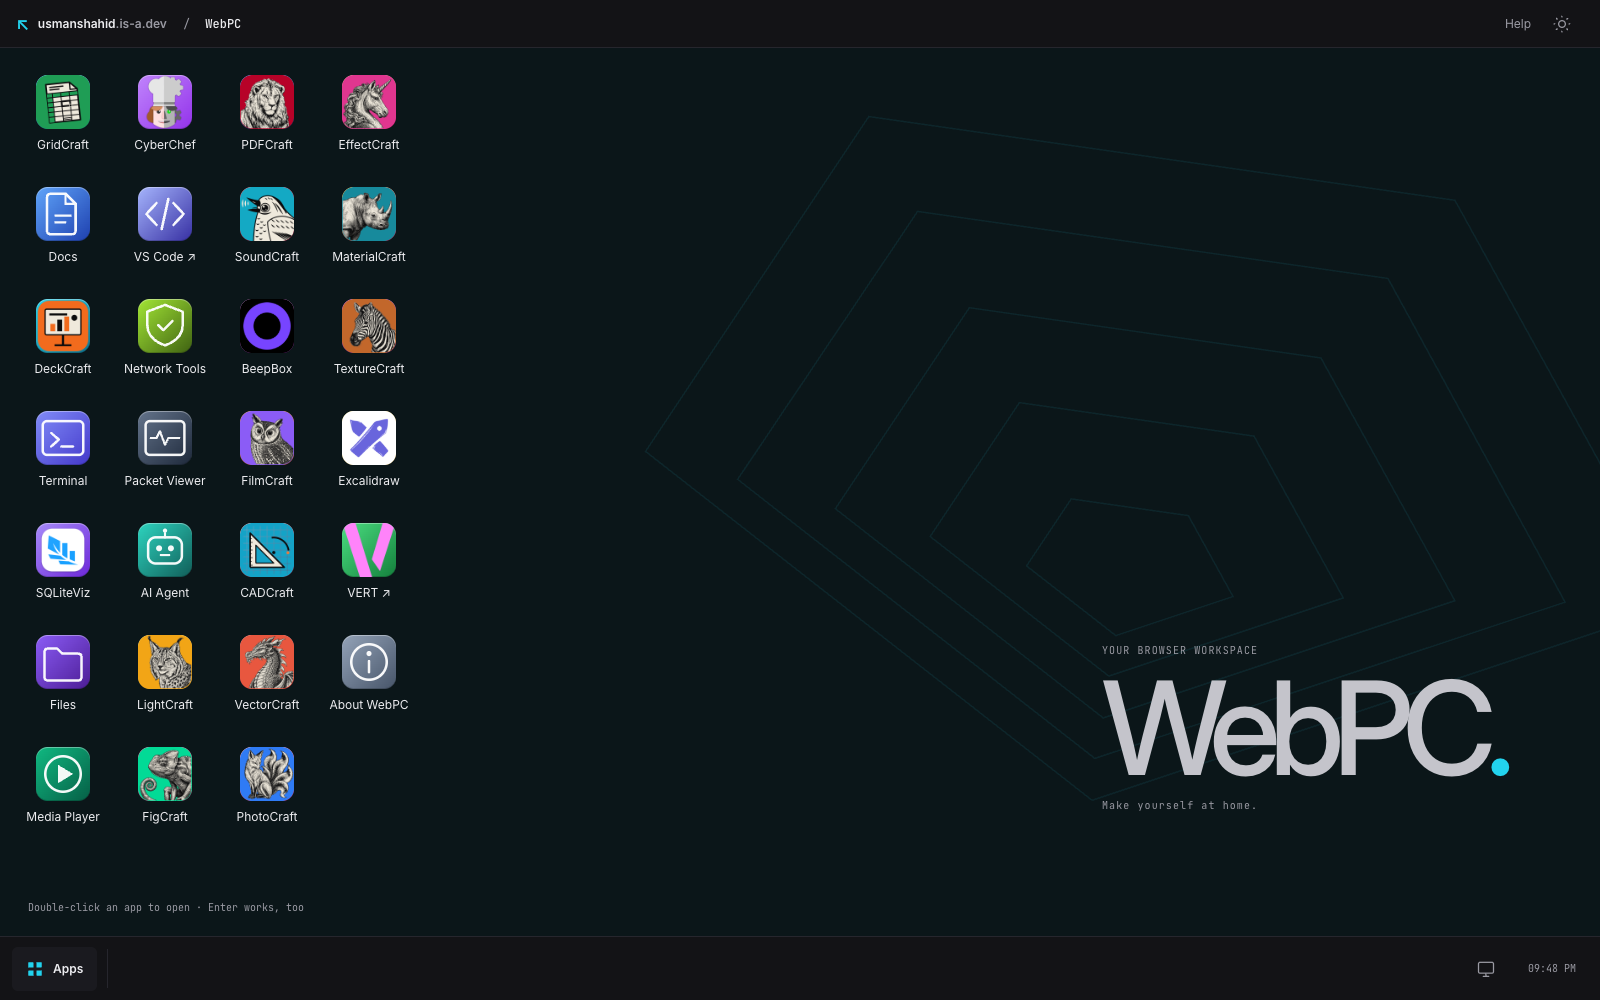 usmanshahid.is-a.dev / WebPC
Help
GridCraft
CyberChef
PDFCraft
EffectCraft
Docs
VS Code ↗
SoundCraft
MaterialCraft
DeckCraft
Network Tools
BeepBox
TextureCraft
Terminal
Packet Viewer
FilmCraft
Excalidraw
SQLiteViz
AI Agent
CADCraft
VERT ↗
Files
LightCraft
VectorCraft
About WebPC
Media Player
FigCraft
PhotoCraft
YOUR BROWSER WORKSPACE
WebPC.
Make yourself at home.
Double-click an app to open · Enter works, too
Apps
09:48 PM